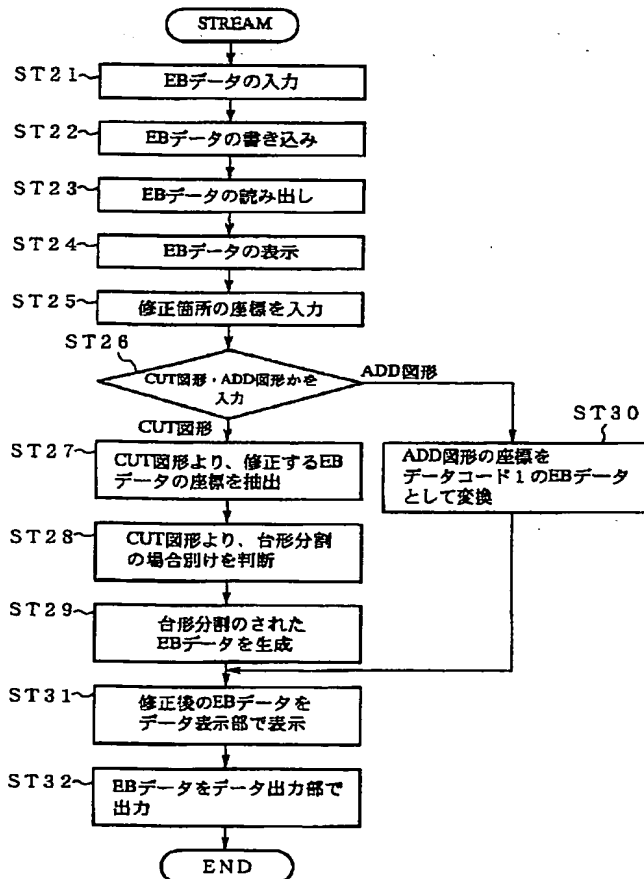 STREAM
ST21
EBデータの入力
ST22
EBデータの書き込み
ST23
EBデータの読み出し
ST24
EBデータの表示
ST25
修正箇所の座標を入力
ST26
CUT図形・ADD図形かを
入力
ADD図形
CUT図形
ST27
CUT図形より、修正するEB
データの座標を抽出
ST30
ADD図形の座標を
データコード1のEBデータ
として変換
ST28
CUT図形より、台形分割
の場合別けを判断
ST29
台形分割のされた
EBデータを生成
ST31
修正後のEBデータを
データ表示部で表示
ST32
EBデータをデータ出力部で
出力
END